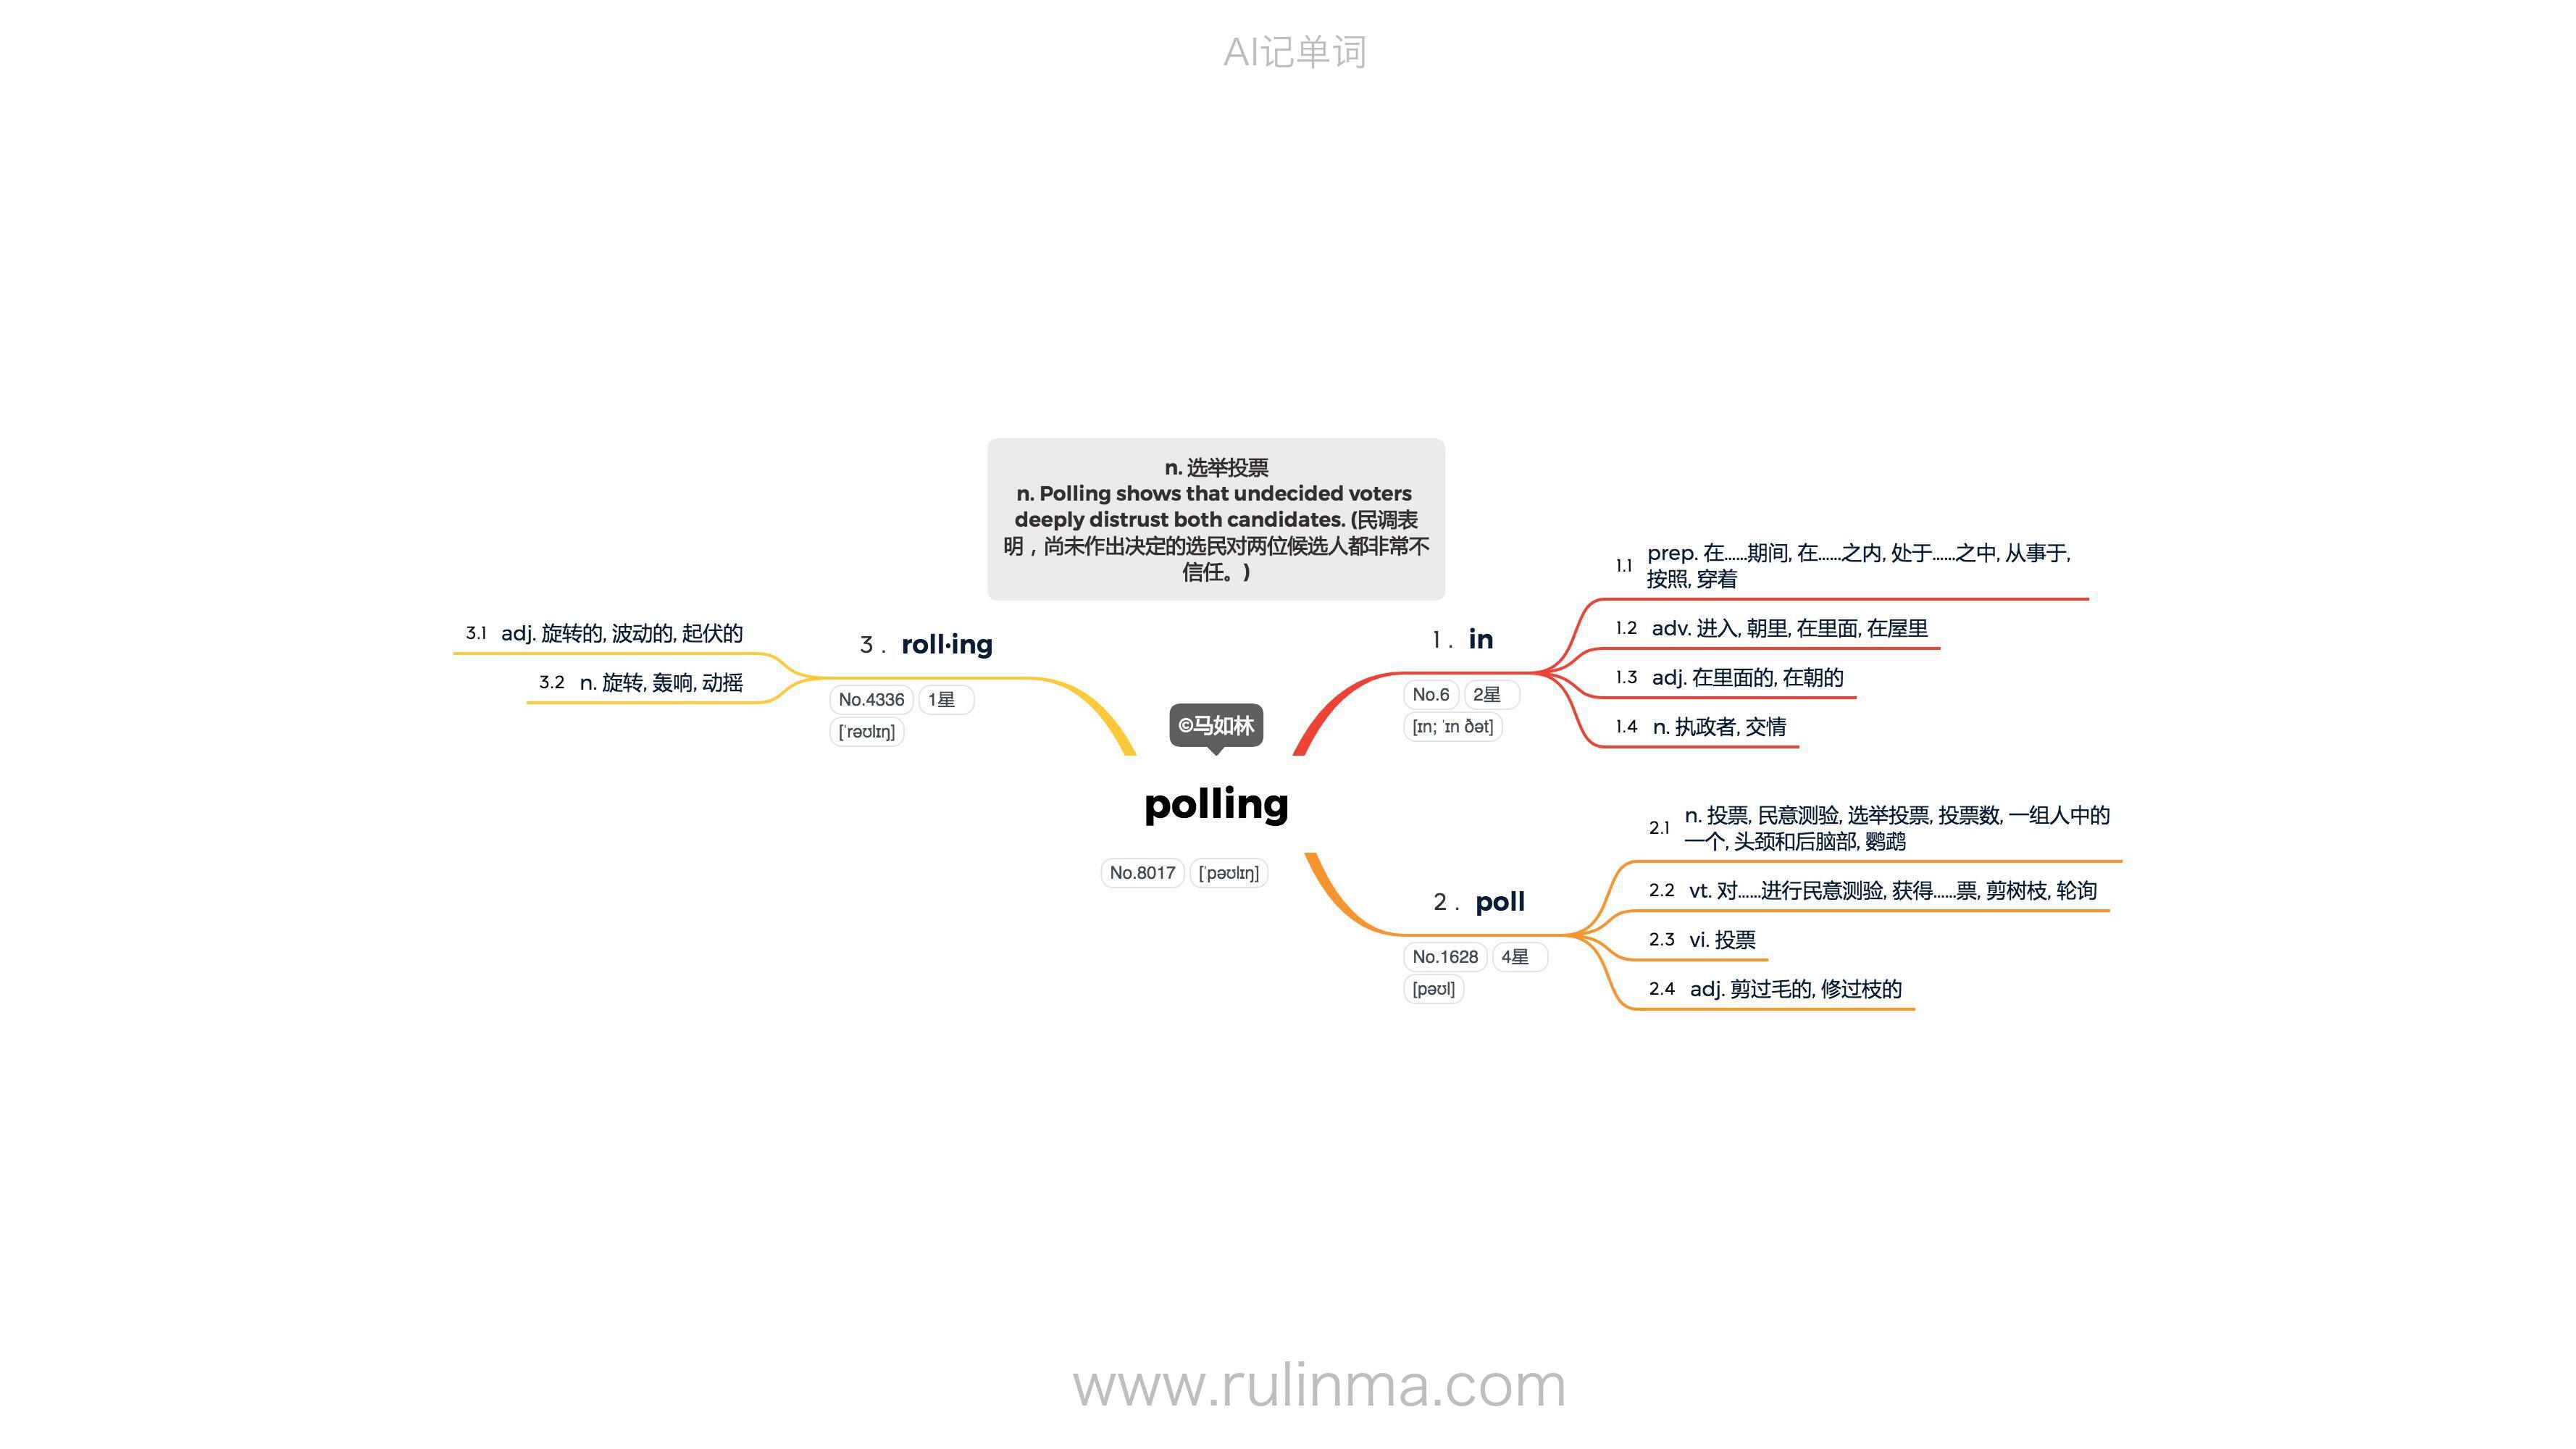 AI记单词
n. 选举投票
n. Polling shows that undecided voters
deeply distrust both candidates. (民调表
明，尚未作出决定的选民对两位候选人都非常不
信任。)
©马如林
polling
No.8017 ['pəʊlɪŋ]
1. in
No.6 2星
[ɪn; 'ɪn ðət]
1.1 prep. 在……期间, 在……之内, 处于……之中, 从事于,
按照, 穿着
1.2 adv. 进入, 朝里, 在里面, 在屋里
1.3 adj. 在里面的, 在朝的
1.4 n. 执政者, 交情
2. poll
No.1628 4星
[pəʊl]
2.1 n. 投票, 民意测验, 选举投票, 投票数, 一组人中的
一个, 头颈和后脑部, 鹦鹉
2.2 vt. 对……进行民意测验, 获得……票, 剪树枝, 轮询
2.3 vi. 投票
2.4 adj. 剪过毛的, 修过枝的
3. roll·ing
No.4336 1星
['rəʊlɪŋ]
3.1 adj. 旋转的, 波动的, 起伏的
3.2 n. 旋转, 轰响, 动摇
www.rulinma.com